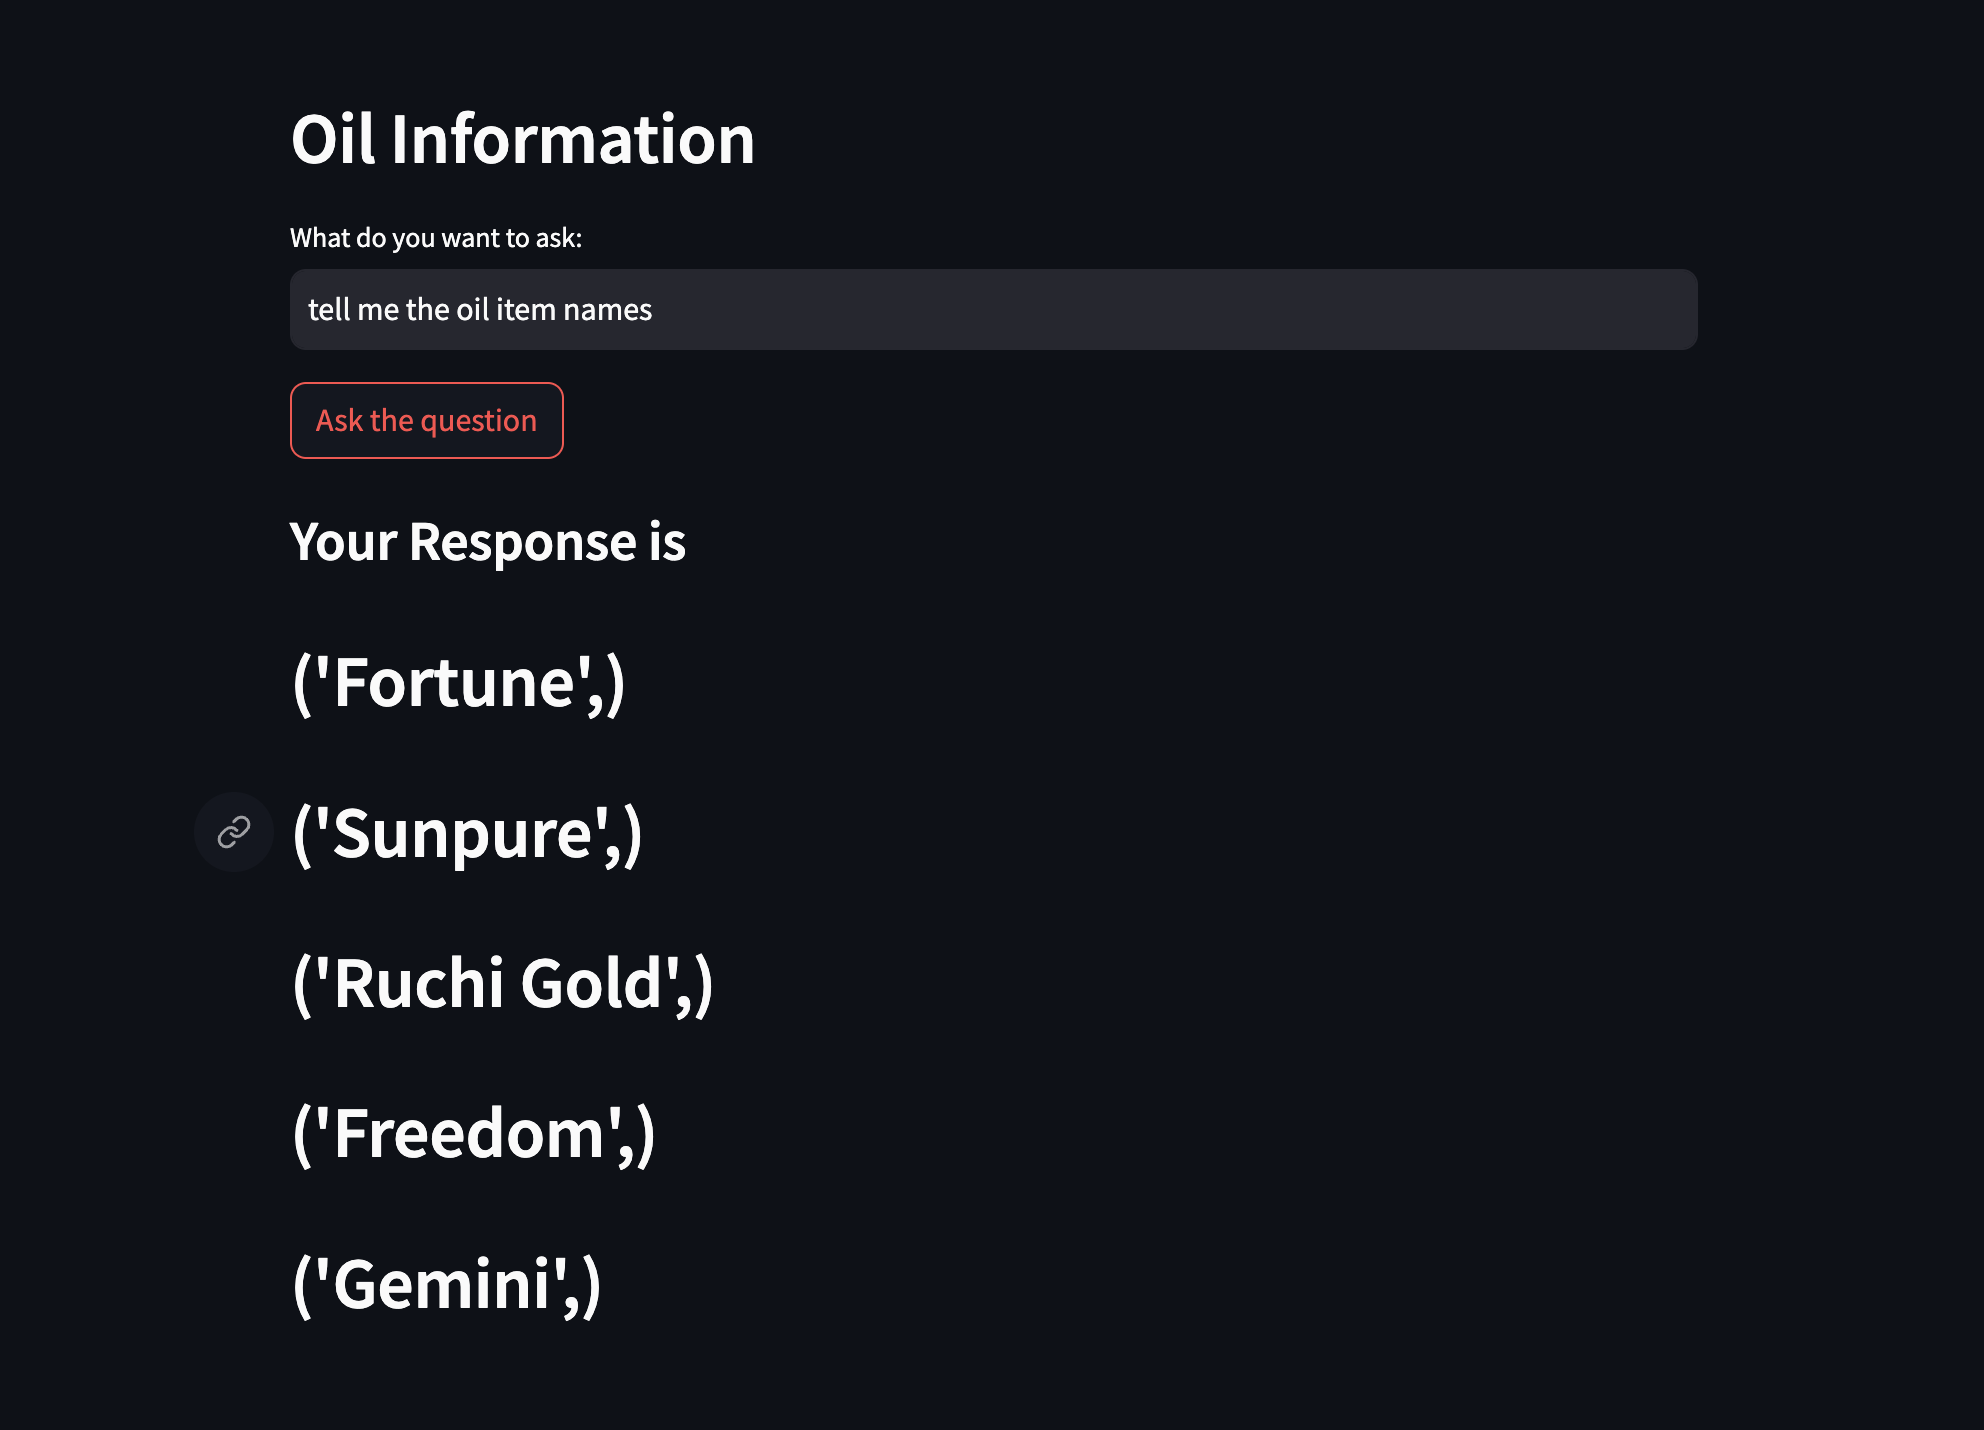 Oil Information
What do you want to ask:
tell me the oil item names
Ask the question
Your Response is
('Fortune',)
('Sunpure',)
('Ruchi Gold',)
('Freedom',)
('Gemini',)